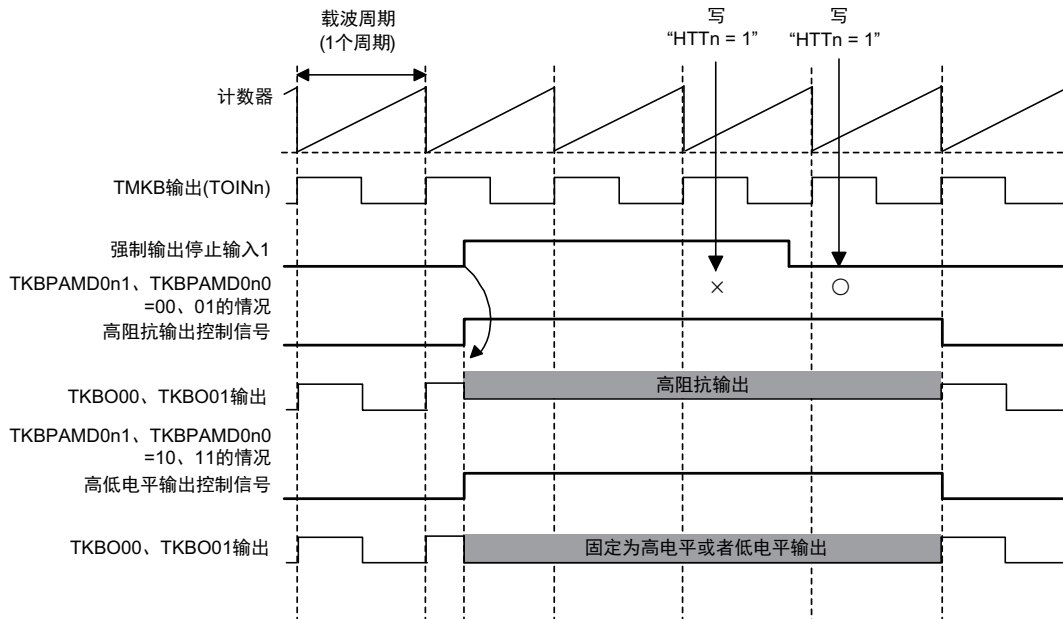 载波周期
(1个周期)
写
“HTTn = 1”
写
“HTTn = 1”
计数器
TMKB输出(TOINn)
强制输出停止输入1
×
○
TKBPAMD0n1、TKBPAMD0n0
=00、01的情况
高阻抗输出控制信号
TKBO00、TKBO01输出
高阻抗输出
TKBPAMD0n1、TKBPAMD0n0
=10、11的情况
高低电平输出控制信号
TKBO00、TKBO01输出
固定为高电平或者低电平输出